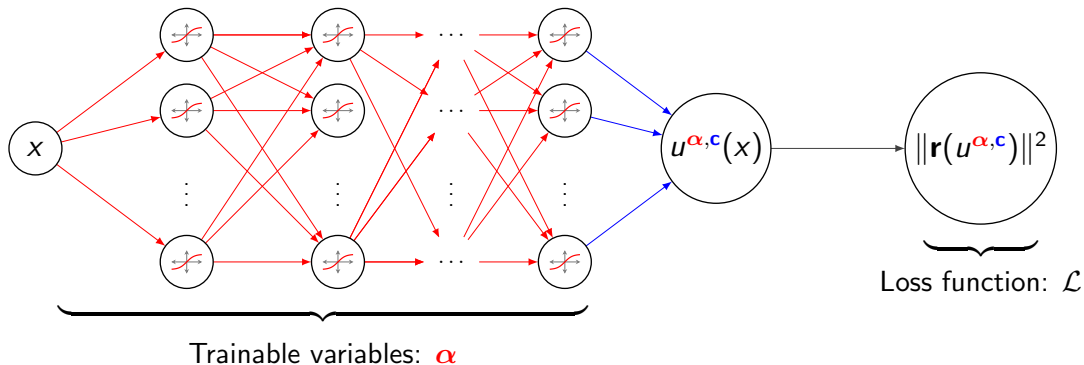 x
u^{α,c}(x)
‖r(u^{α,c})‖²
Loss function: ℒ
Trainable variables: α